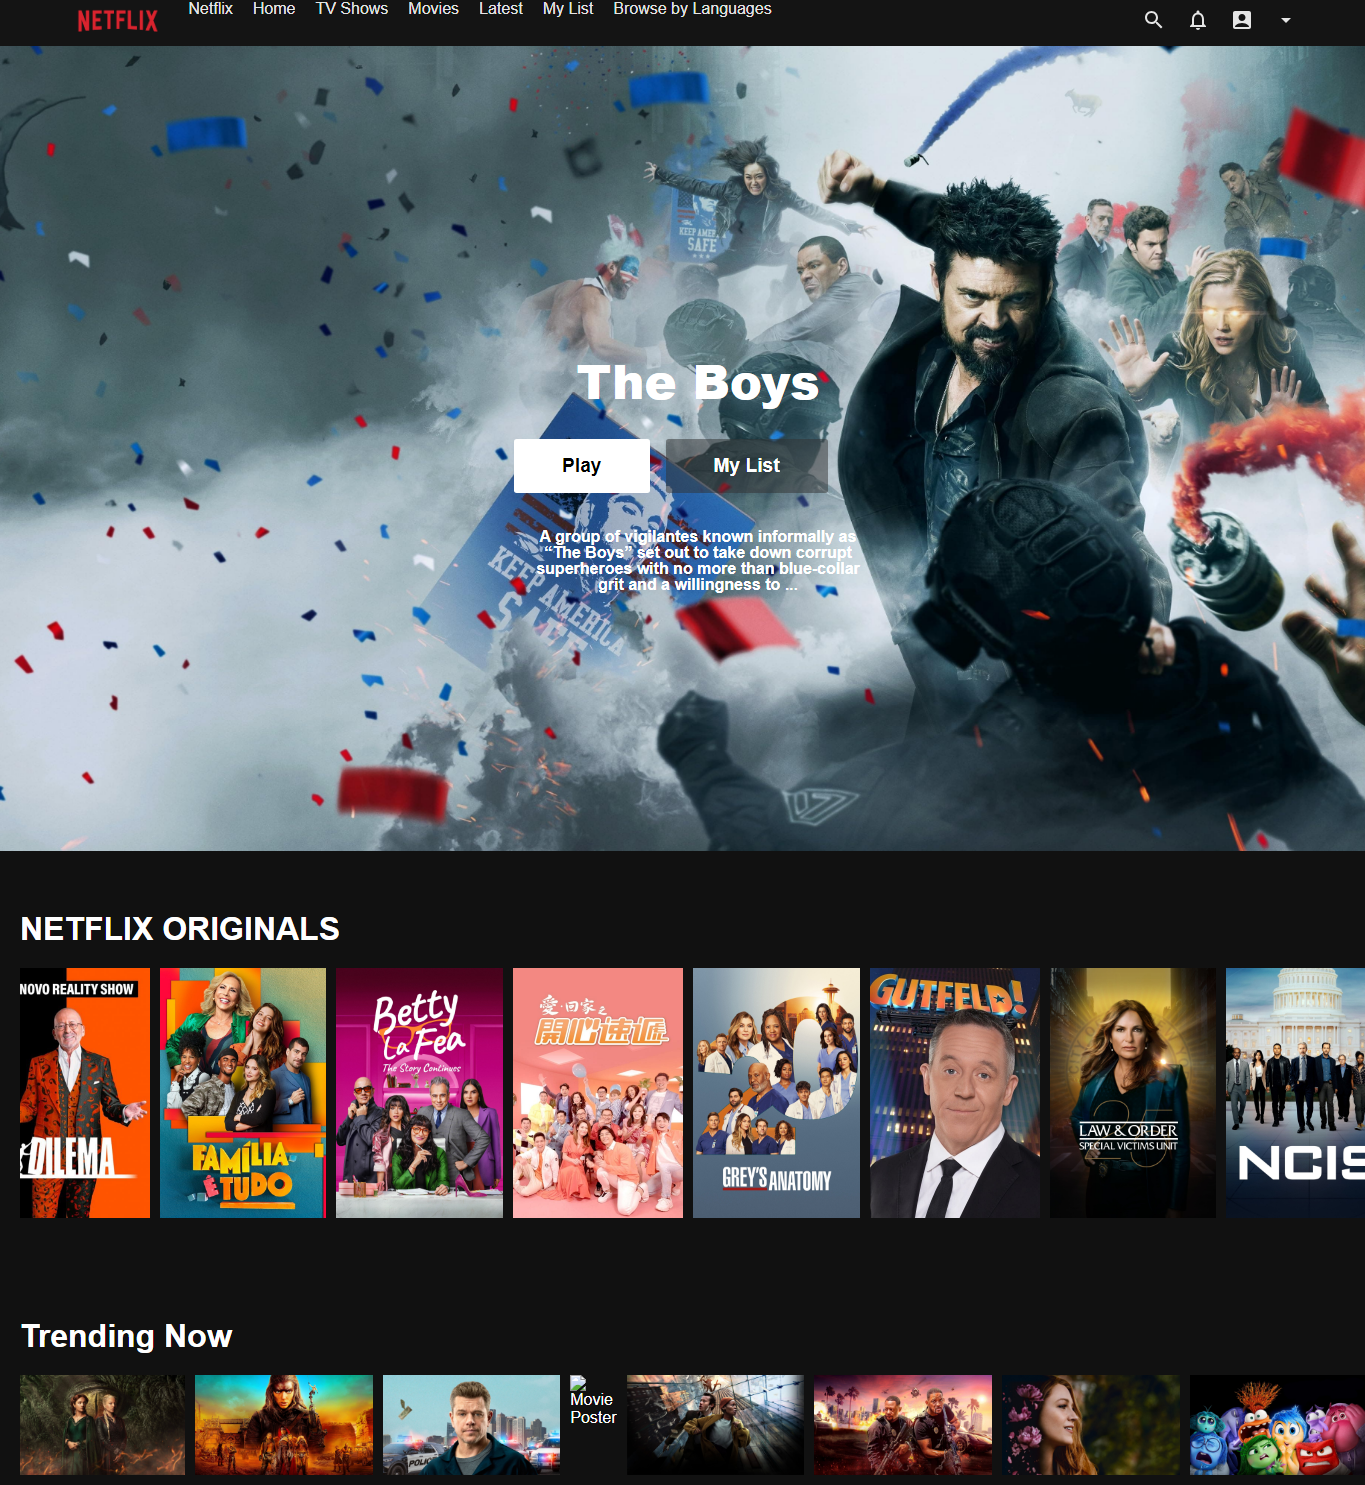 NETFLIX
Netflix Home TV Shows Movies Latest My List Browse by Languages
KEEP AMER
SAFE
The Boys
Play My List
A group of vigilantes known informally as
“The Boys” set out to take down corrupt
superheroes with no more than blue-collar
grit and a willingness to ...
KEEP AMERICA
SAFE
NETFLIX ORIGINALS
NOVO REALITY SHOW
DILEMA
FAMÍLIA
É TUDO
Betty
La Fea
The Story Continues
愛·回家之
開心速遞
GREY'S ANATOMY
GUTFELD!
25
LAW & ORDER
SPECIAL VICTIMS UNIT
NCIS
Trending Now
POLICE
Movie
Poster